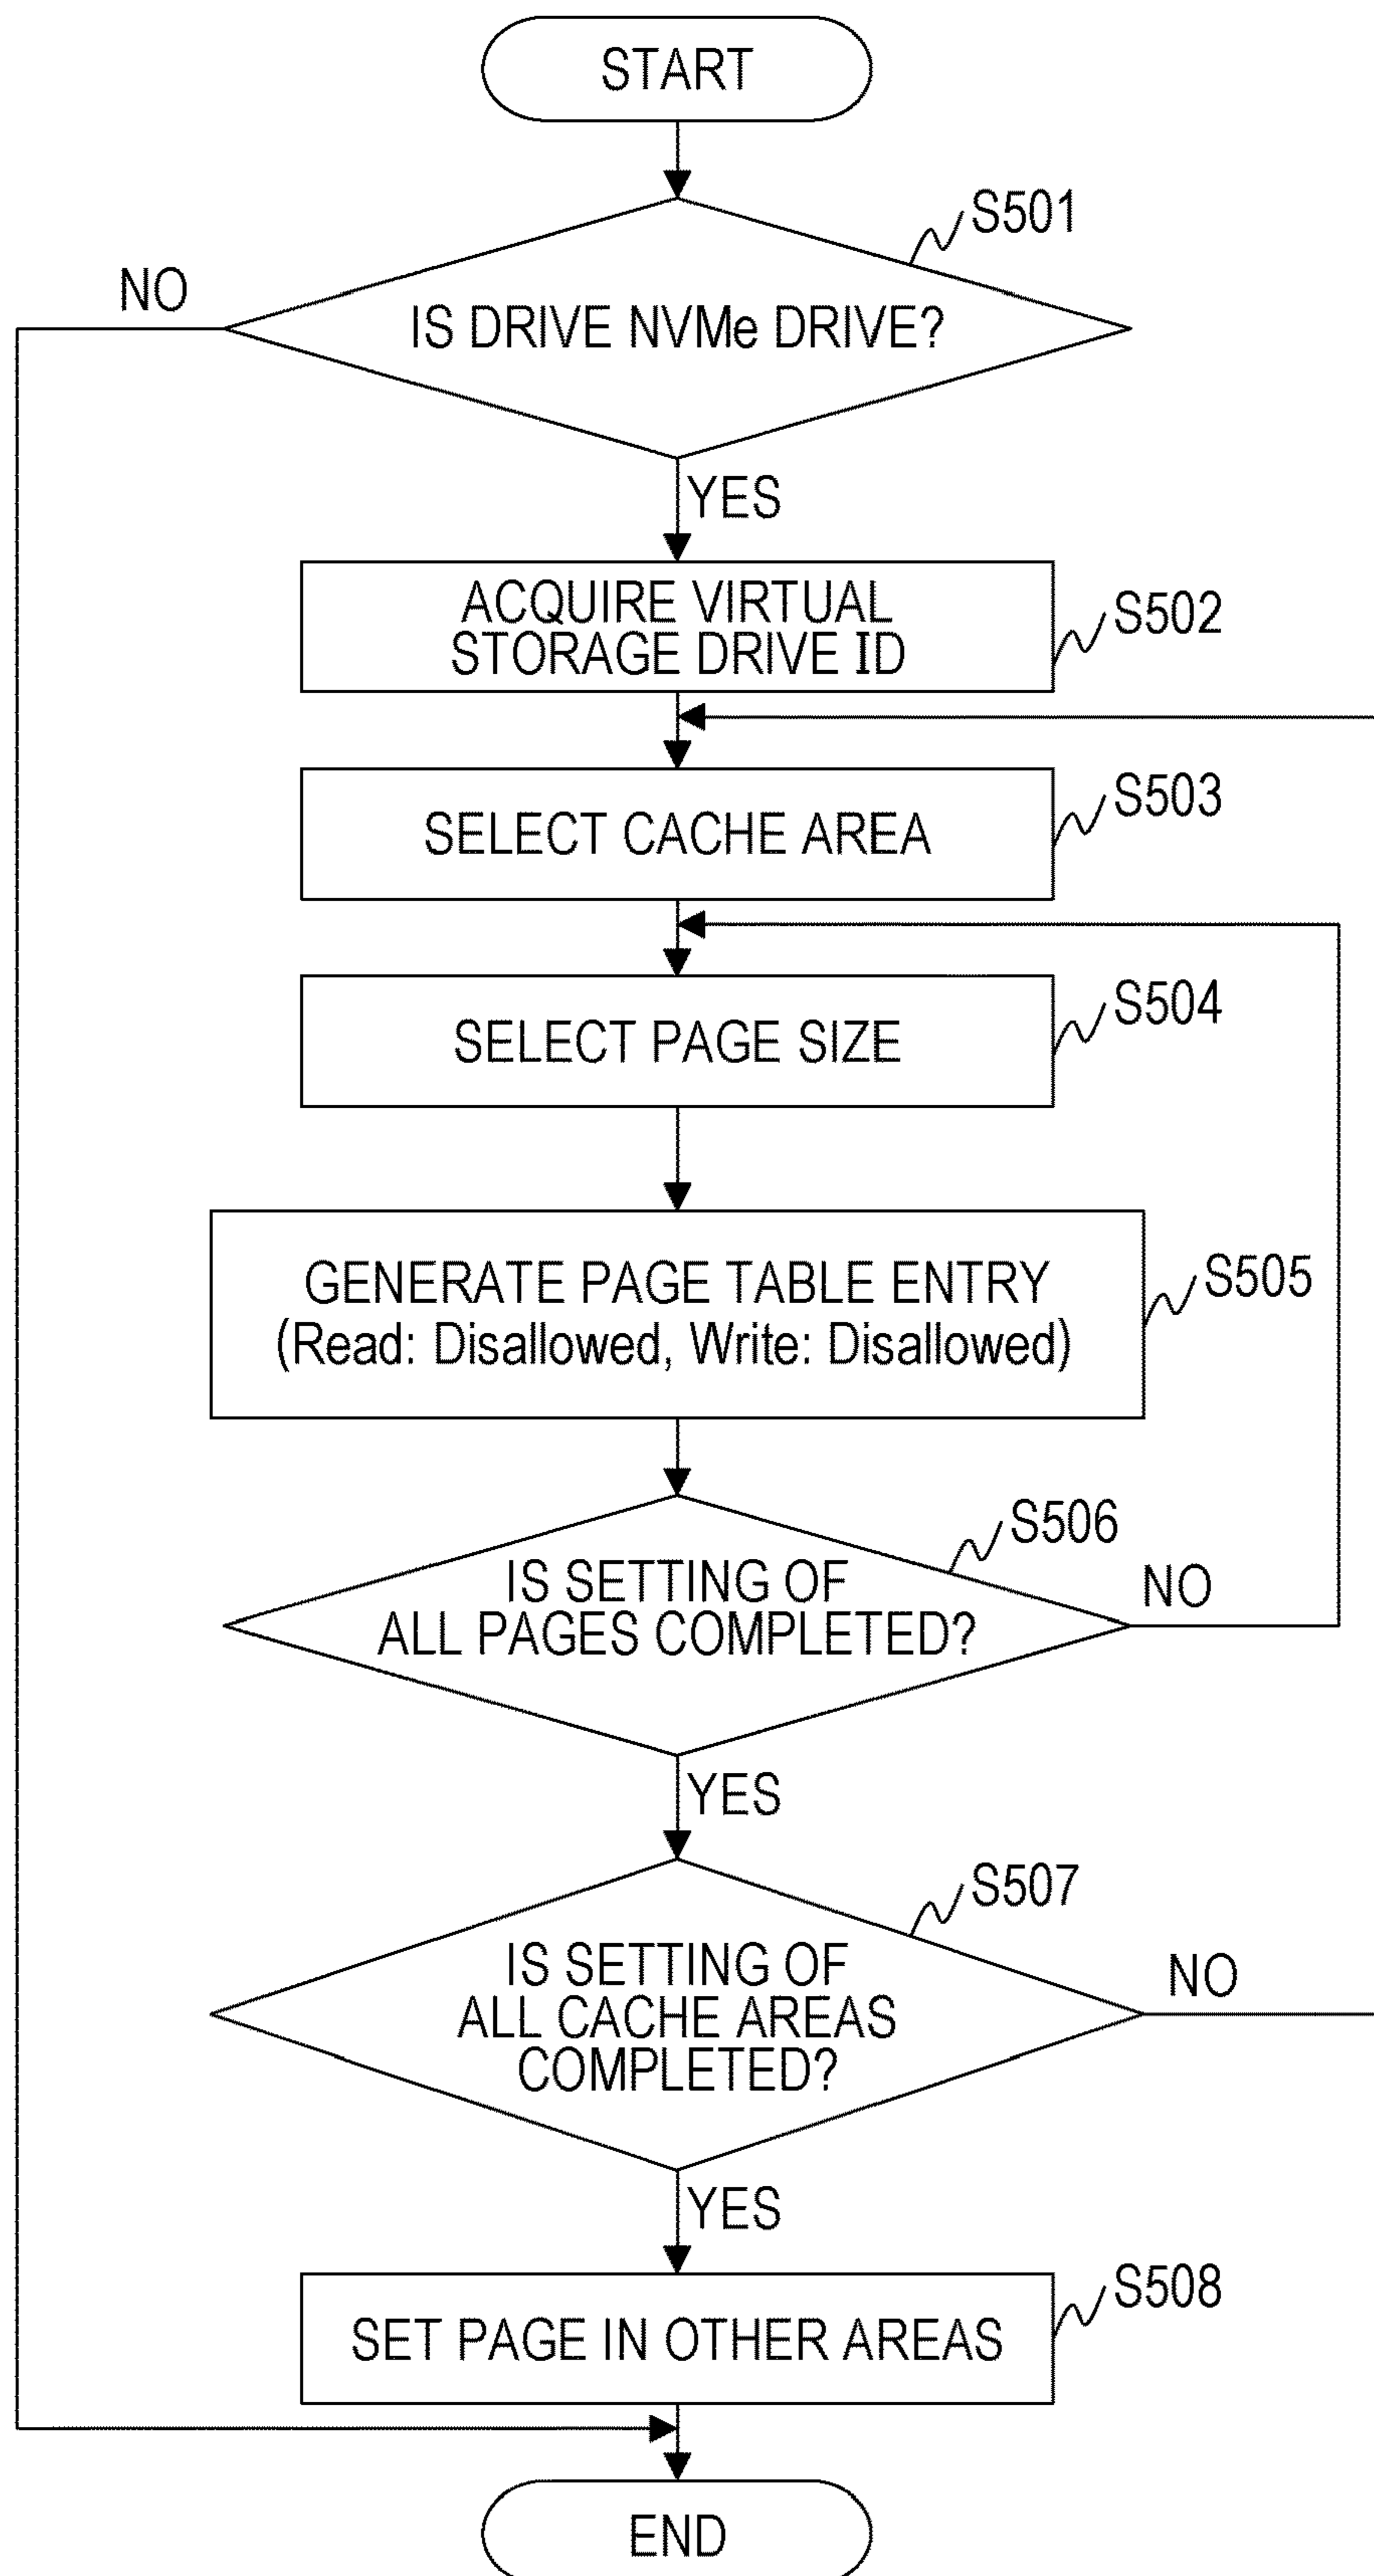 START
S501
NO
IS DRIVE NVMe DRIVE?
YES
ACQUIRE VIRTUAL
STORAGE DRIVE ID
S502
S503
SELECT CACHE AREA
S504
SELECT PAGE SIZE
GENERATE PAGE TABLE ENTRY
(Read: Disallowed, Write: Disallowed)
S505
S506
IS SETTING OF
ALL PAGES COMPLETED?
NO
YES
S507
IS SETTING OF
ALL CACHE AREAS
COMPLETED?
NO
YES
S508
SET PAGE IN OTHER AREAS
END